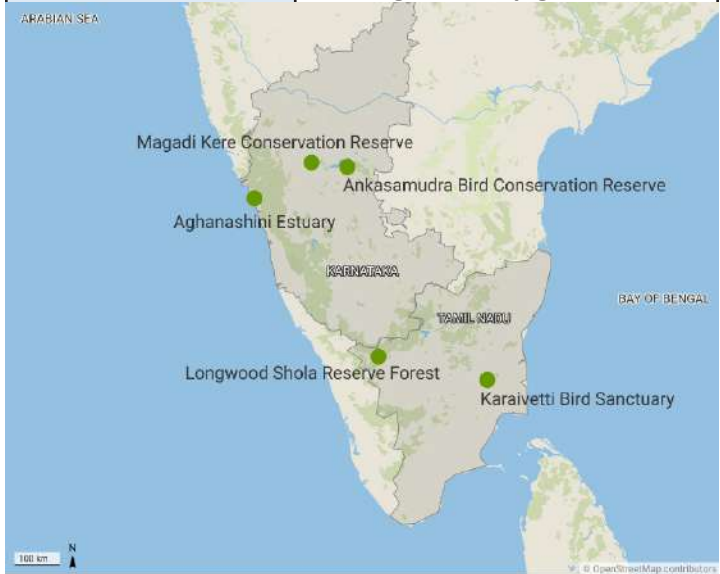 ARABIAN SEA
Magadi Kere Conservation Reserve
Ankasamudra Bird Conservation Reserve
Aghanashini Estuary
KARNATAKA
BAY OF BENGAL
TAMIL NADU
Longwood Shola Reserve Forest
Karaivetti Bird Sanctuary
100 km
N
© OpenStreetMap contributors